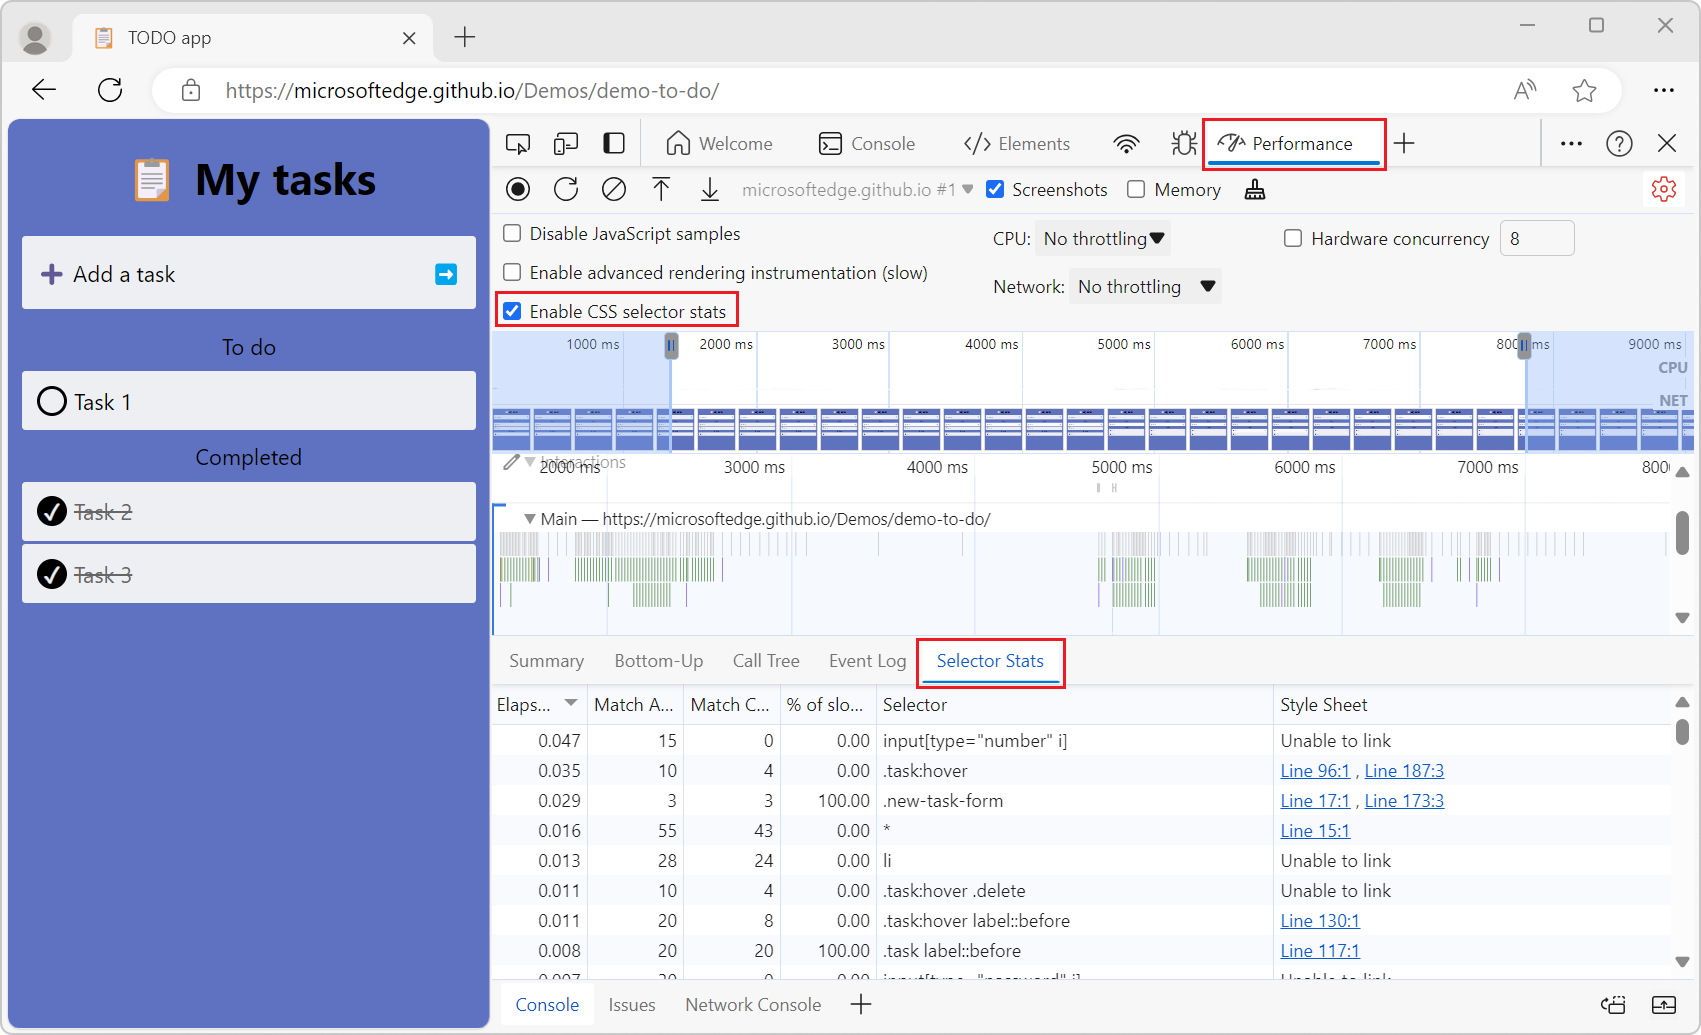 TODO app
https://microsoftedge.github.io/Demos/demo-to-do/
My tasks
Add a task
To do
Task 1
Completed
Task 2
Task 3
Welcome Console Elements Performance
microsoftedge.github.io #1 Screenshots Memory
Disable JavaScript samples
CPU: No throttling
Hardware concurrency 8
Enable advanced rendering instrumentation (slow)
Network: No throttling
Enable CSS selector stats
1000 ms 2000 ms 3000 ms 4000 ms 5000 ms 6000 ms 7000 ms 800 ms 9000 ms
CPU
NET
Interactions
2000 ms 3000 ms 4000 ms 5000 ms 6000 ms 7000 ms 800
Main — https://microsoftedge.github.io/Demos/demo-to-do/
Summary Bottom-Up Call Tree Event Log Selector Stats
Elaps... Match A... Match C... % of slo... Selector Style Sheet
0.047 15 0 0.00 input[type="number" i] Unable to link
0.035 10 4 0.00 .task:hover Line 96:1 , Line 187:3
0.029 3 3 100.00 .new-task-form Line 17:1 , Line 173:3
0.016 55 43 0.00 * Line 15:1
0.013 28 24 0.00 li Unable to link
0.011 10 4 0.00 .task:hover .delete Unable to link
0.011 20 8 0.00 .task:hover label::before Line 130:1
0.008 20 20 100.00 .task label::before Line 117:1
Console Issues Network Console